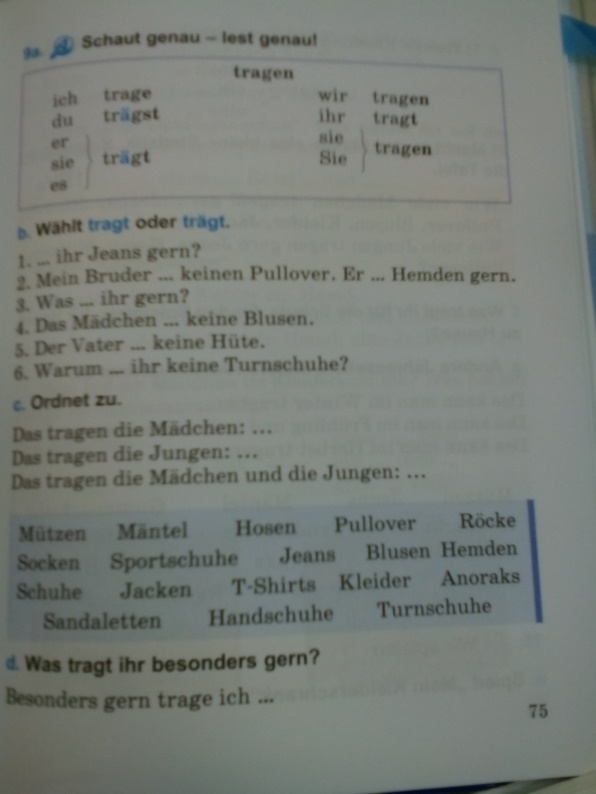 9a. Schaut genau – lest genau!
tragen
ich trage wir tragen
du trägst ihr tragt
er sie
sie trägt Sie tragen
es
b. Wählt tragt oder trägt.
1. ... ihr Jeans gern?
2. Mein Bruder ... keinen Pullover. Er ... Hemden gern.
3. Was ... ihr gern?
4. Das Mädchen ... keine Blusen.
5. Der Vater ... keine Hüte.
6. Warum ... ihr keine Turnschuhe?
c. Ordnet zu.
Das tragen die Mädchen: ...
Das tragen die Jungen: ...
Das tragen die Mädchen und die Jungen: ...
Mützen Mäntel Hosen Pullover Röcke
Socken Sportschuhe Jeans Blusen Hemden
Schuhe Jacken T-Shirts Kleider Anoraks
Sandaletten Handschuhe Turnschuhe
d. Was tragt ihr besonders gern?
Besonders gern trage ich ...
75